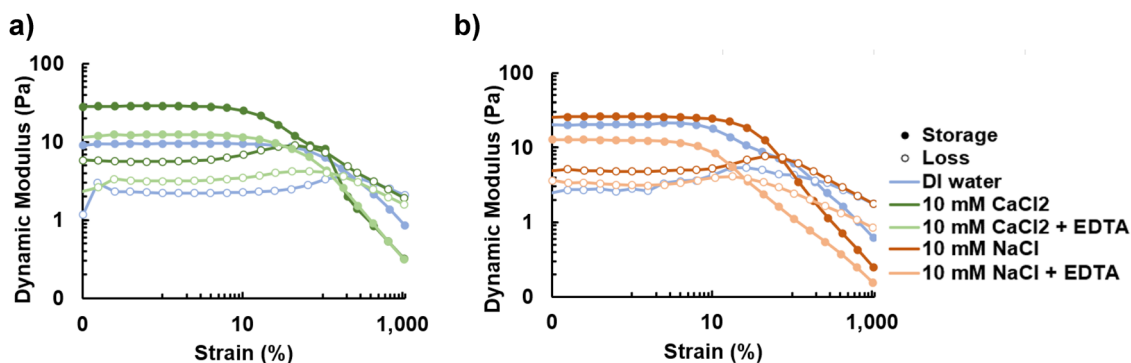 a)
Dynamic Modulus (Pa)
100
10
1
0
0
10
1,000
Strain (%)
b)
Dynamic Modulus (Pa)
100
10
1
0
0
10
1,000
Strain (%)
Storage
Loss
DI water
10 mM CaCl2
10 mM CaCl2 + EDTA
10 mM NaCl
10 mM NaCl + EDTA